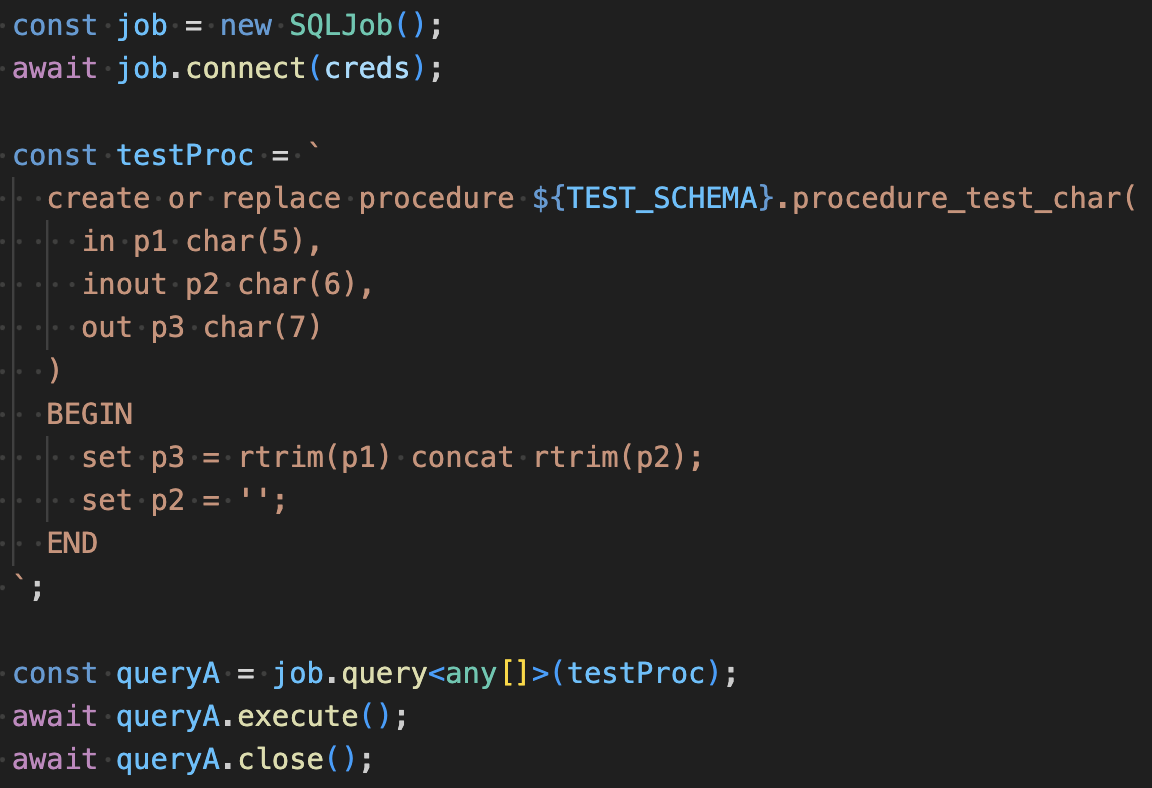 const job = new SQLJob();
await job.connect(creds);
const testProc = `
create or replace procedure ${TEST_SCHEMA}.procedure_test_char(
in p1 char(5),
inout p2 char(6),
out p3 char(7)
)
BEGIN
set p3 = rtrim(p1) concat rtrim(p2);
set p2 = '';
END
`;
const queryA = job.query<any[]>(testProc);
await queryA.execute();
await queryA.close();